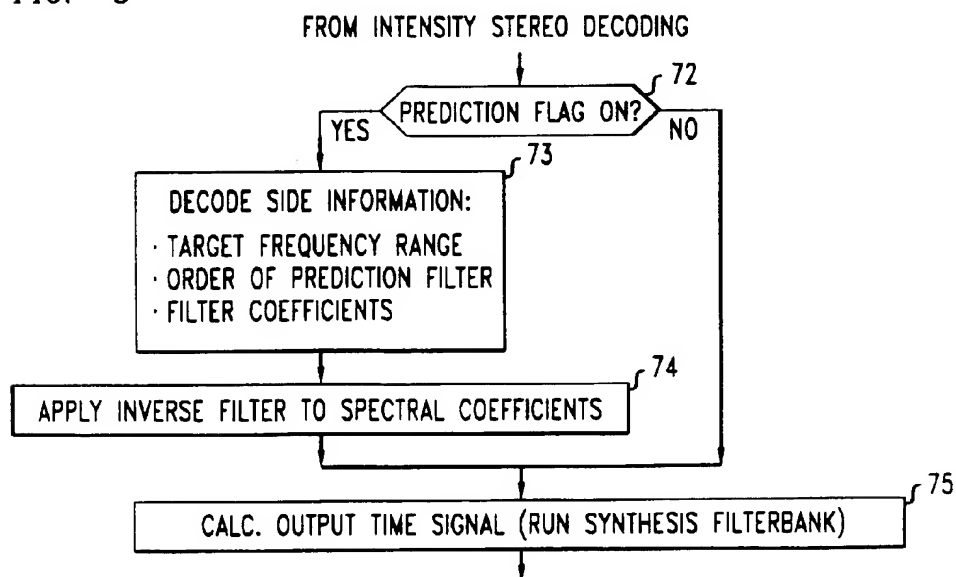 FROM INTENSITY STEREO DECODING
72
PREDICTION FLAG ON?
YES
NO
73
DECODE SIDE INFORMATION:
· TARGET FREQUENCY RANGE
· ORDER OF PREDICTION FILTER
· FILTER COEFFICIENTS
74
APPLY INVERSE FILTER TO SPECTRAL COEFFICIENTS
75
CALC. OUTPUT TIME SIGNAL (RUN SYNTHESIS FILTERBANK)